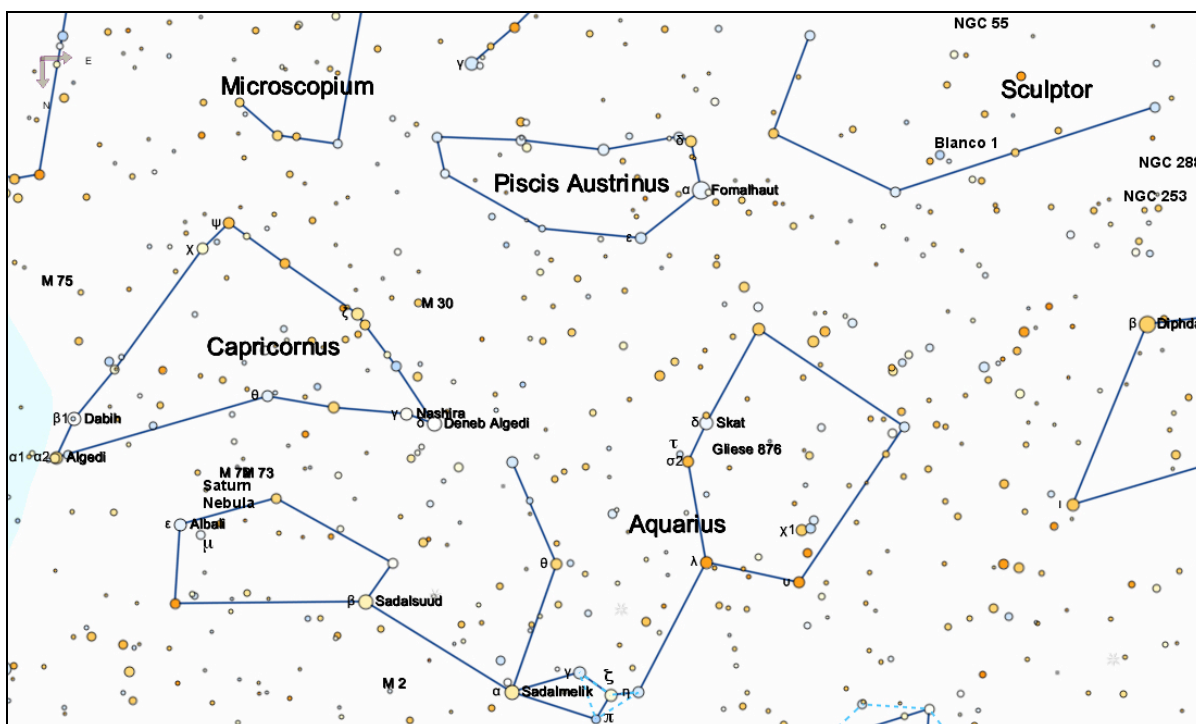 NGC 55
E
Microscopium
γ
Sculptor
N
Blanco 1
δ
NGC 288
Piscis Austrinus
α Fomalhaut
NGC 253
ψ
ε
χ
M 75
ζ
M 30
β Diphda
Capricornus
θ
β1 Dabih
γ Nashira
δ Deneb Algedi
δ Skat
τ
Gliese 876
α1 α2 Algedi
σ2
M 72 M 73
Saturn
Nebula
ε Albali
μ
Aquarius
χ1
ι
θ
λ
υ
β Sadalsuud
M 2
γ
ζ
α Sadalmelik
η
π